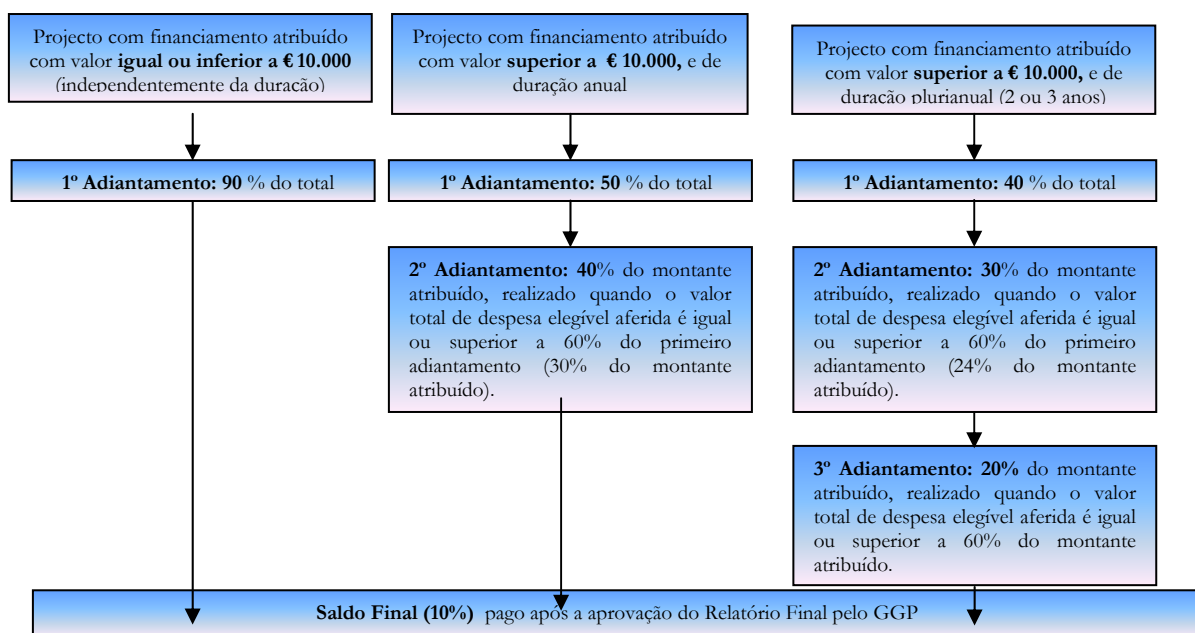 Projecto com financiamento atribuído
com valor igual ou inferior a € 10.000
(independentemente da duração)
Projecto com financiamento atribuído
com valor superior a € 10.000, e de
duração anual
Projecto com financiamento atribuído
com valor superior a € 10.000, e de
duração plurianual (2 ou 3 anos)
1º Adiantamento: 90 % do total
1º Adiantamento: 50 % do total
1º Adiantamento: 40 % do total
2º Adiantamento: 40% do montante
atribuído, realizado quando o valor
total de despesa elegível aferida é igual
ou superior a 60% do primeiro
adiantamento (30% do montante
atribuído).
2º Adiantamento: 30% do montante
atribuído, realizado quando o valor
total de despesa elegível aferida é igual
ou superior a 60% do primeiro
adiantamento (24% do montante
atribuído).
3º Adiantamento: 20% do montante
atribuído, realizado quando o valor
total de despesa elegível aferida é igual
ou superior a 60% do montante
atribuído.
Saldo Final (10%) pago após a aprovação do Relatório Final pelo GGP